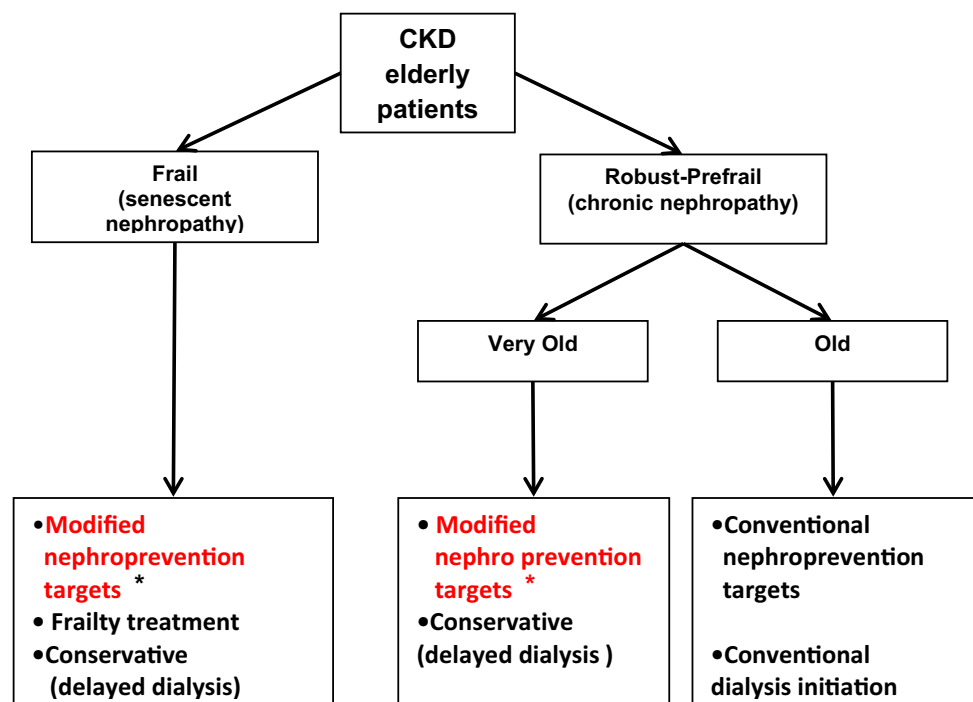 CKD
elderly
patients
Frail
(senescent
nephropathy)
Robust-Prefrail
(chronic nephropathy)
Very Old
Old
•Modified
nephroprevention
targets *
• Frailty treatment
•Conservative
(delayed dialysis)
• Modified
nephro prevention
targets *
•Conservative
(delayed dialysis )
•Conventional
nephroprevention
targets
•Conventional
dialysis initiation